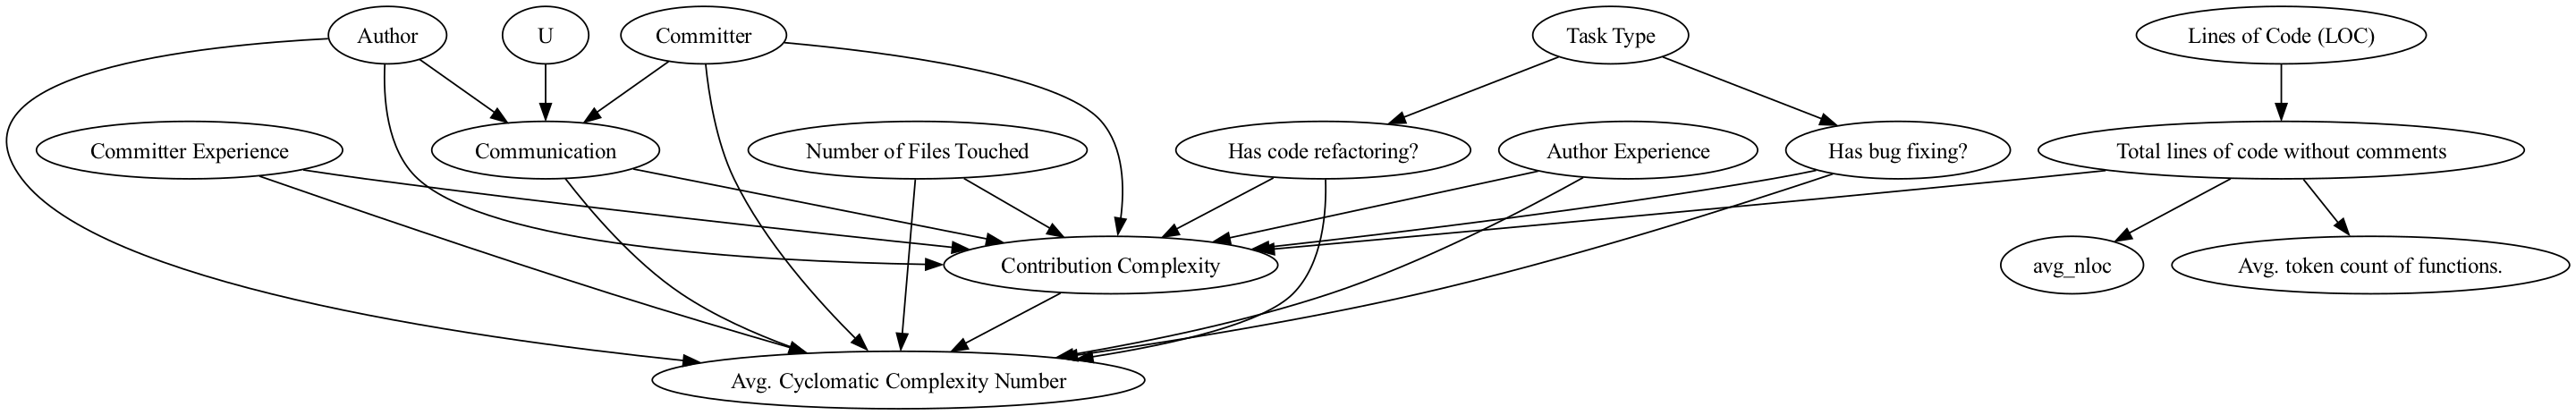 Author
U
Committer
Task Type
Lines of Code (LOC)
Committer Experience
Communication
Number of Files Touched
Has code refactoring?
Author Experience
Has bug fixing?
Total lines of code without comments
Contribution Complexity
avg_nloc
Avg. token count of functions.
Avg. Cyclomatic Complexity Number